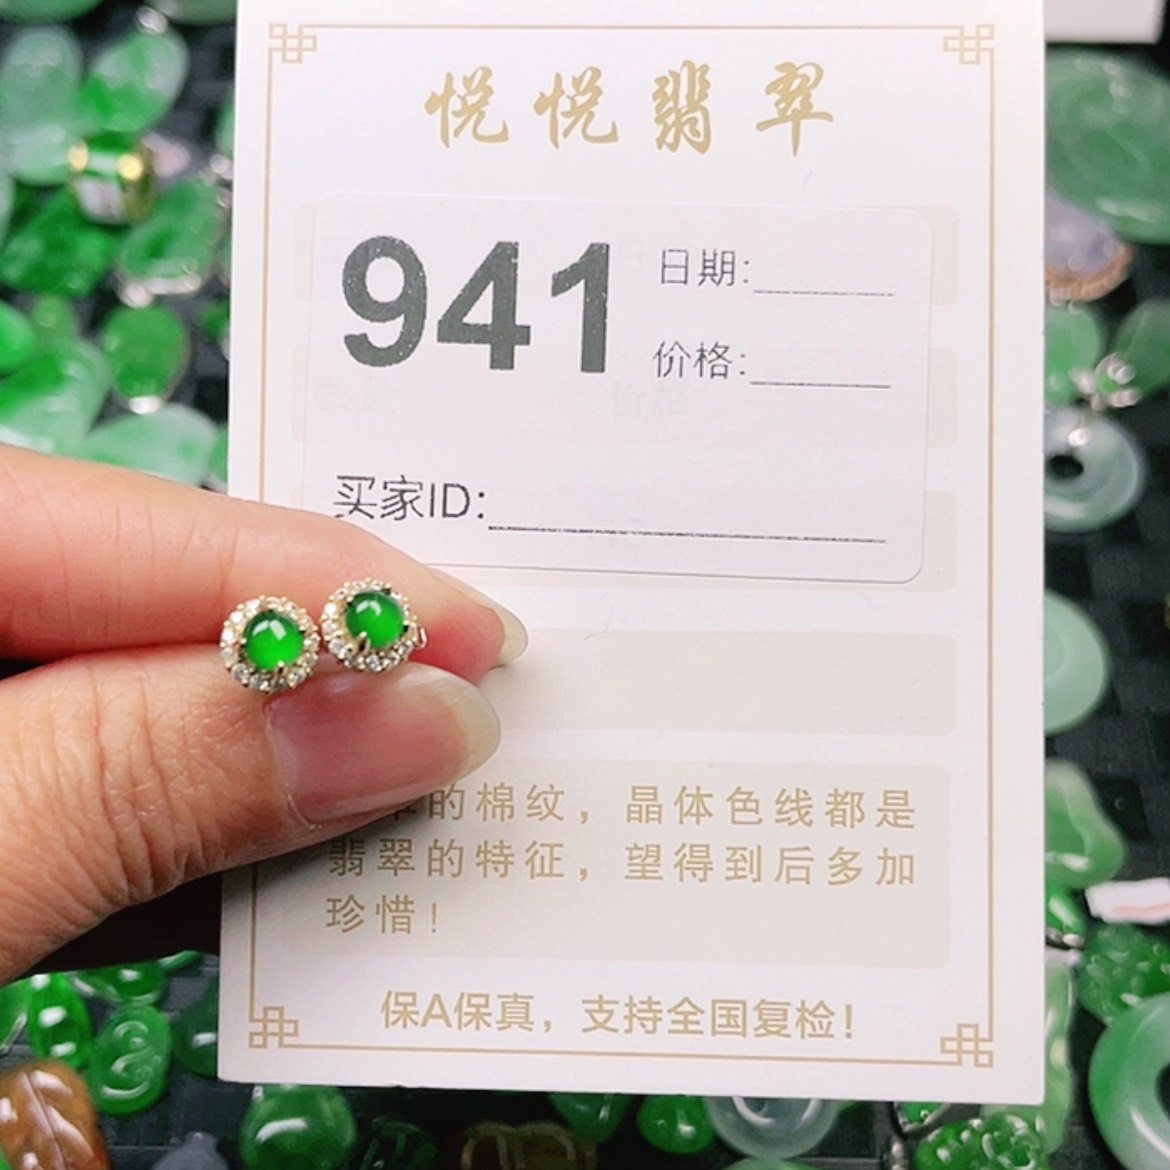 悦悦翡翠
941
日期:
价格:
买家ID:
的棉纹，晶体色线都是
翡翠的特征，望得到后多加
珍惜！
保A保真，支持全国复检！